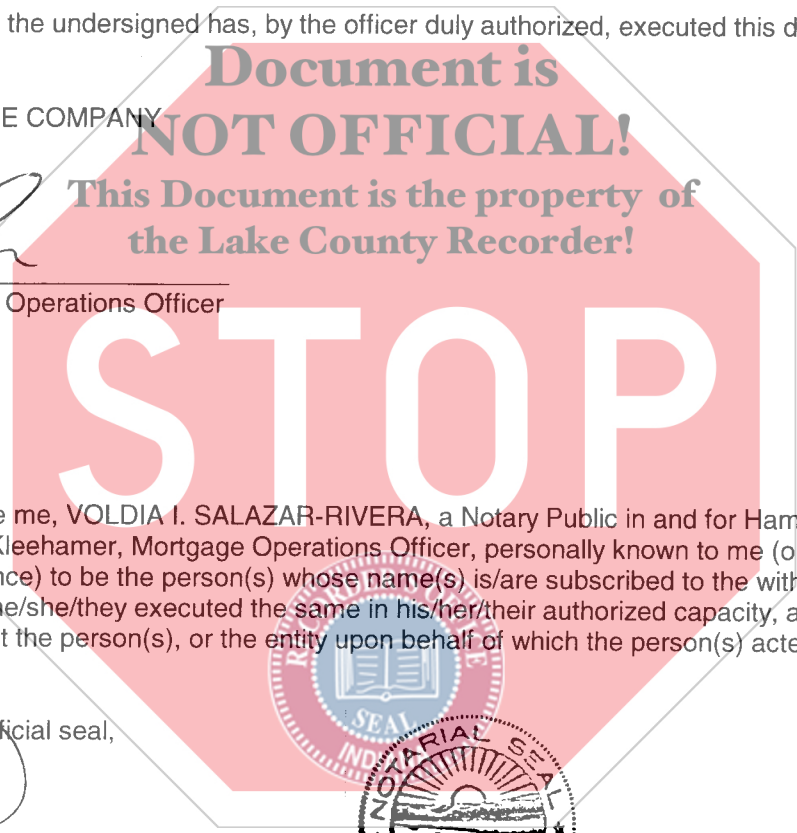 the undersigned has, by the officer duly authorized, executed this d
Document is
E COMPANY
NOT OFFICIAL!
This Document is the property of
the Lake County Recorder!
Operations Officer
STOP
e me, VOLDIA I. SALAZAR-RIVERA, a Notary Public in and for Ham
Kleehamer, Mortgage Operations Officer, personally known to me (o
nce) to be the person(s) whose name(s) is/are subscribed to the with
ne/she/they executed the same in his/her/their authorized capacity, a
t the person(s), or the entity upon behalf of which the person(s) acte
SEAL
ficial seal,
NOTARIAL SEAL